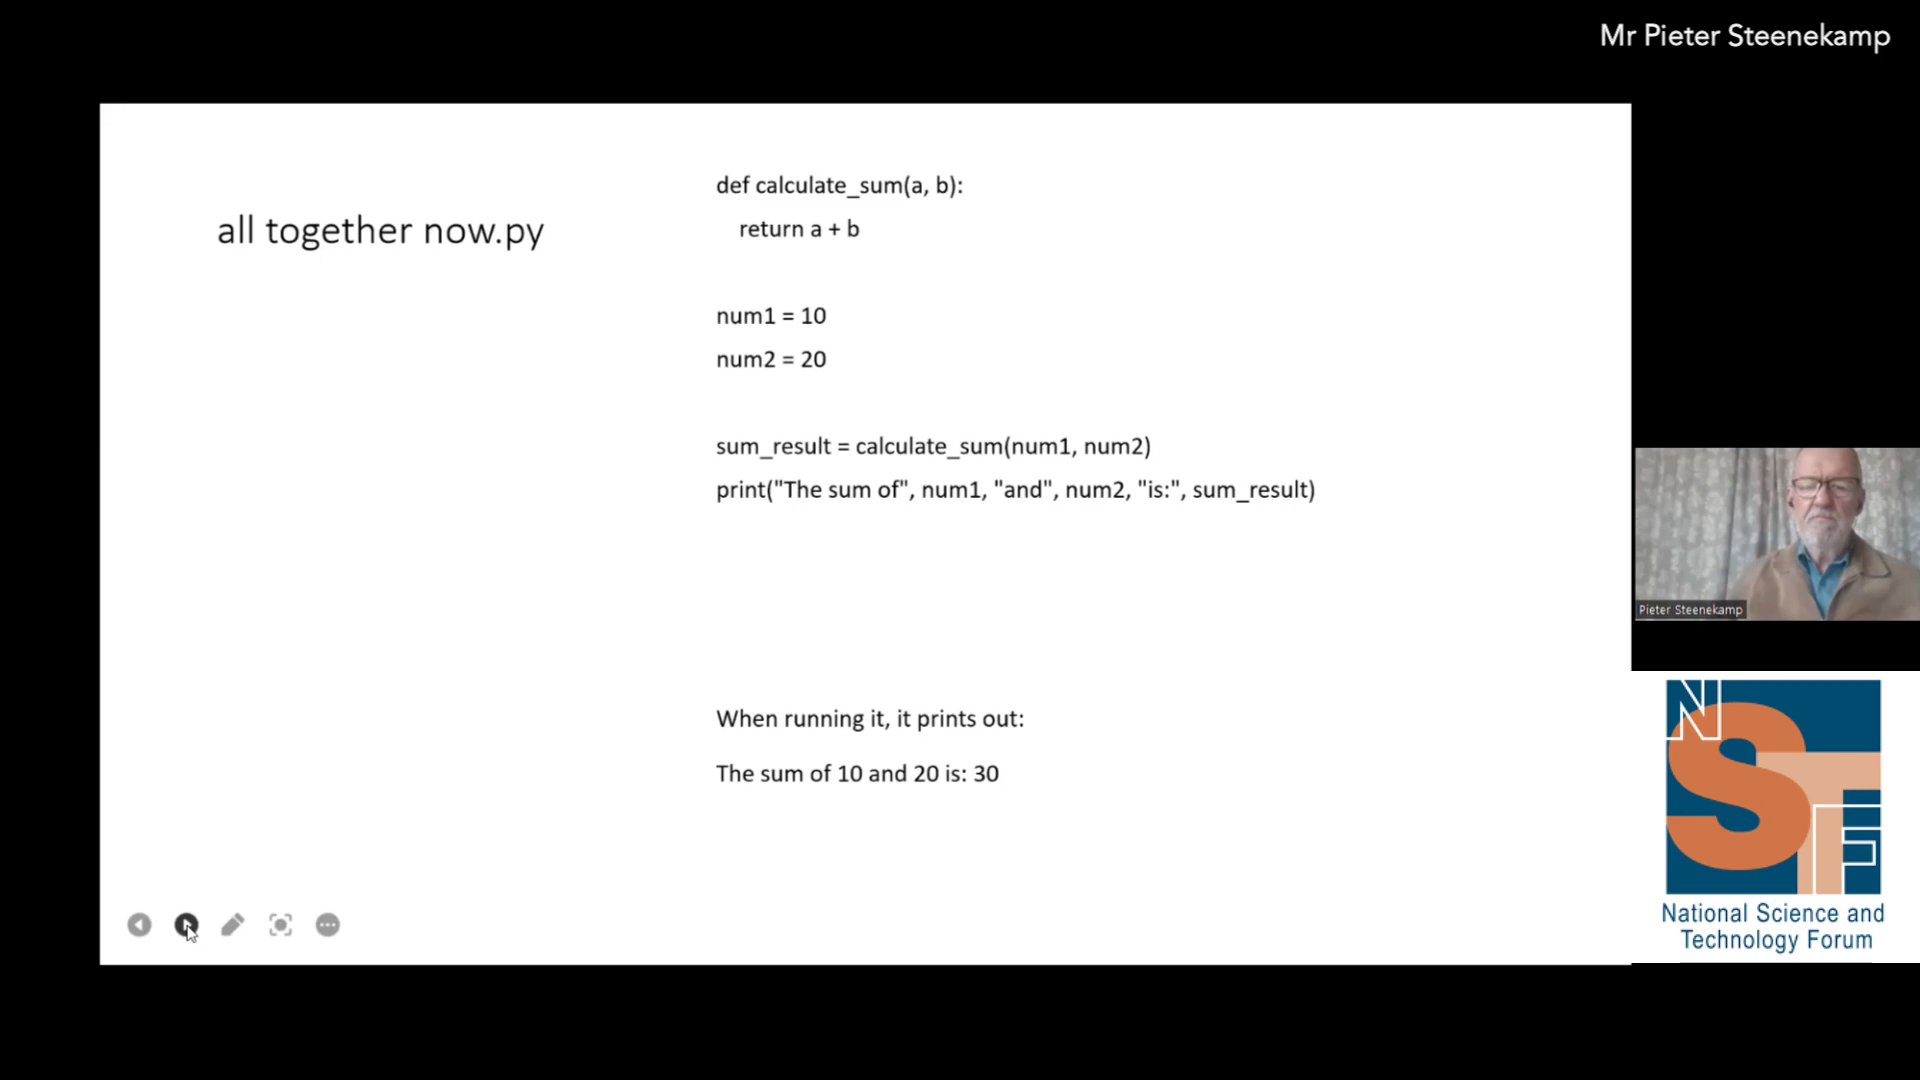 Mr Pieter Steenekamp
all together now.py
def calculate_sum(a, b):
return a + b
num1 = 10
num2 = 20
sum_result = calculate_sum(num1, num2)
print("The sum of", num1, "and", num2, "is:", sum_result)
When running it, it prints out:
The sum of 10 and 20 is: 30
Pieter Steenekamp
NSTF
National Science and
Technology Forum